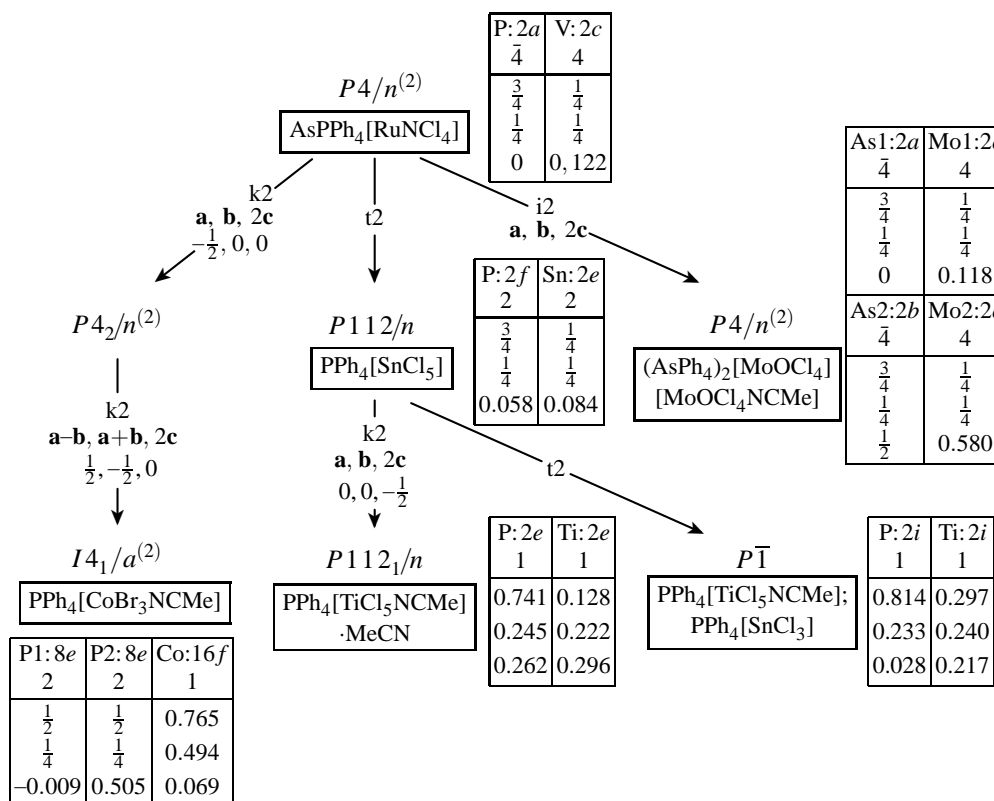 P: 2a V: 2c
4̄ 4
3/4 1/4
1/4 1/4
0 0, 122
P4/n(2)
AsPPh4[RuNCl4]
k2
a, b, 2c
−1/2, 0, 0
t2
i2
a, b, 2c
As1:2a Mo1:2
4̄ 4
3/4 1/4
1/4 1/4
0 0.118
As2:2b Mo2:2
4̄ 4
3/4 1/4
1/4 1/4
1/2 0.580
P42/n(2)
P112/n
PPh4[SnCl5]
P: 2f Sn: 2e
2 2
3/4 1/4
1/4 1/4
0.058 0.084
P4/n(2)
(AsPh4)2[MoOCl4]
[MoOCl4NCMe]
k2
a–b, a+b, 2c
1/2, −1/2, 0
k2
a, b, 2c
0, 0, −1/2
t2
I41/a(2)
PPh4[CoBr3NCMe]
P1: 8e P2: 8e Co:16f
2 2 1
1/2 1/2 0.765
1/4 1/4 0.494
–0.009 0.505 0.069
P1121/n
PPh4[TiCl5NCMe]
·MeCN
P: 2e Ti: 2e
1 1
0.741 0.128
0.245 0.222
0.262 0.296
P1̄
PPh4[TiCl5NCMe];
PPh4[SnCl3]
P: 2i Ti: 2i
1 1
0.814 0.297
0.233 0.240
0.028 0.217